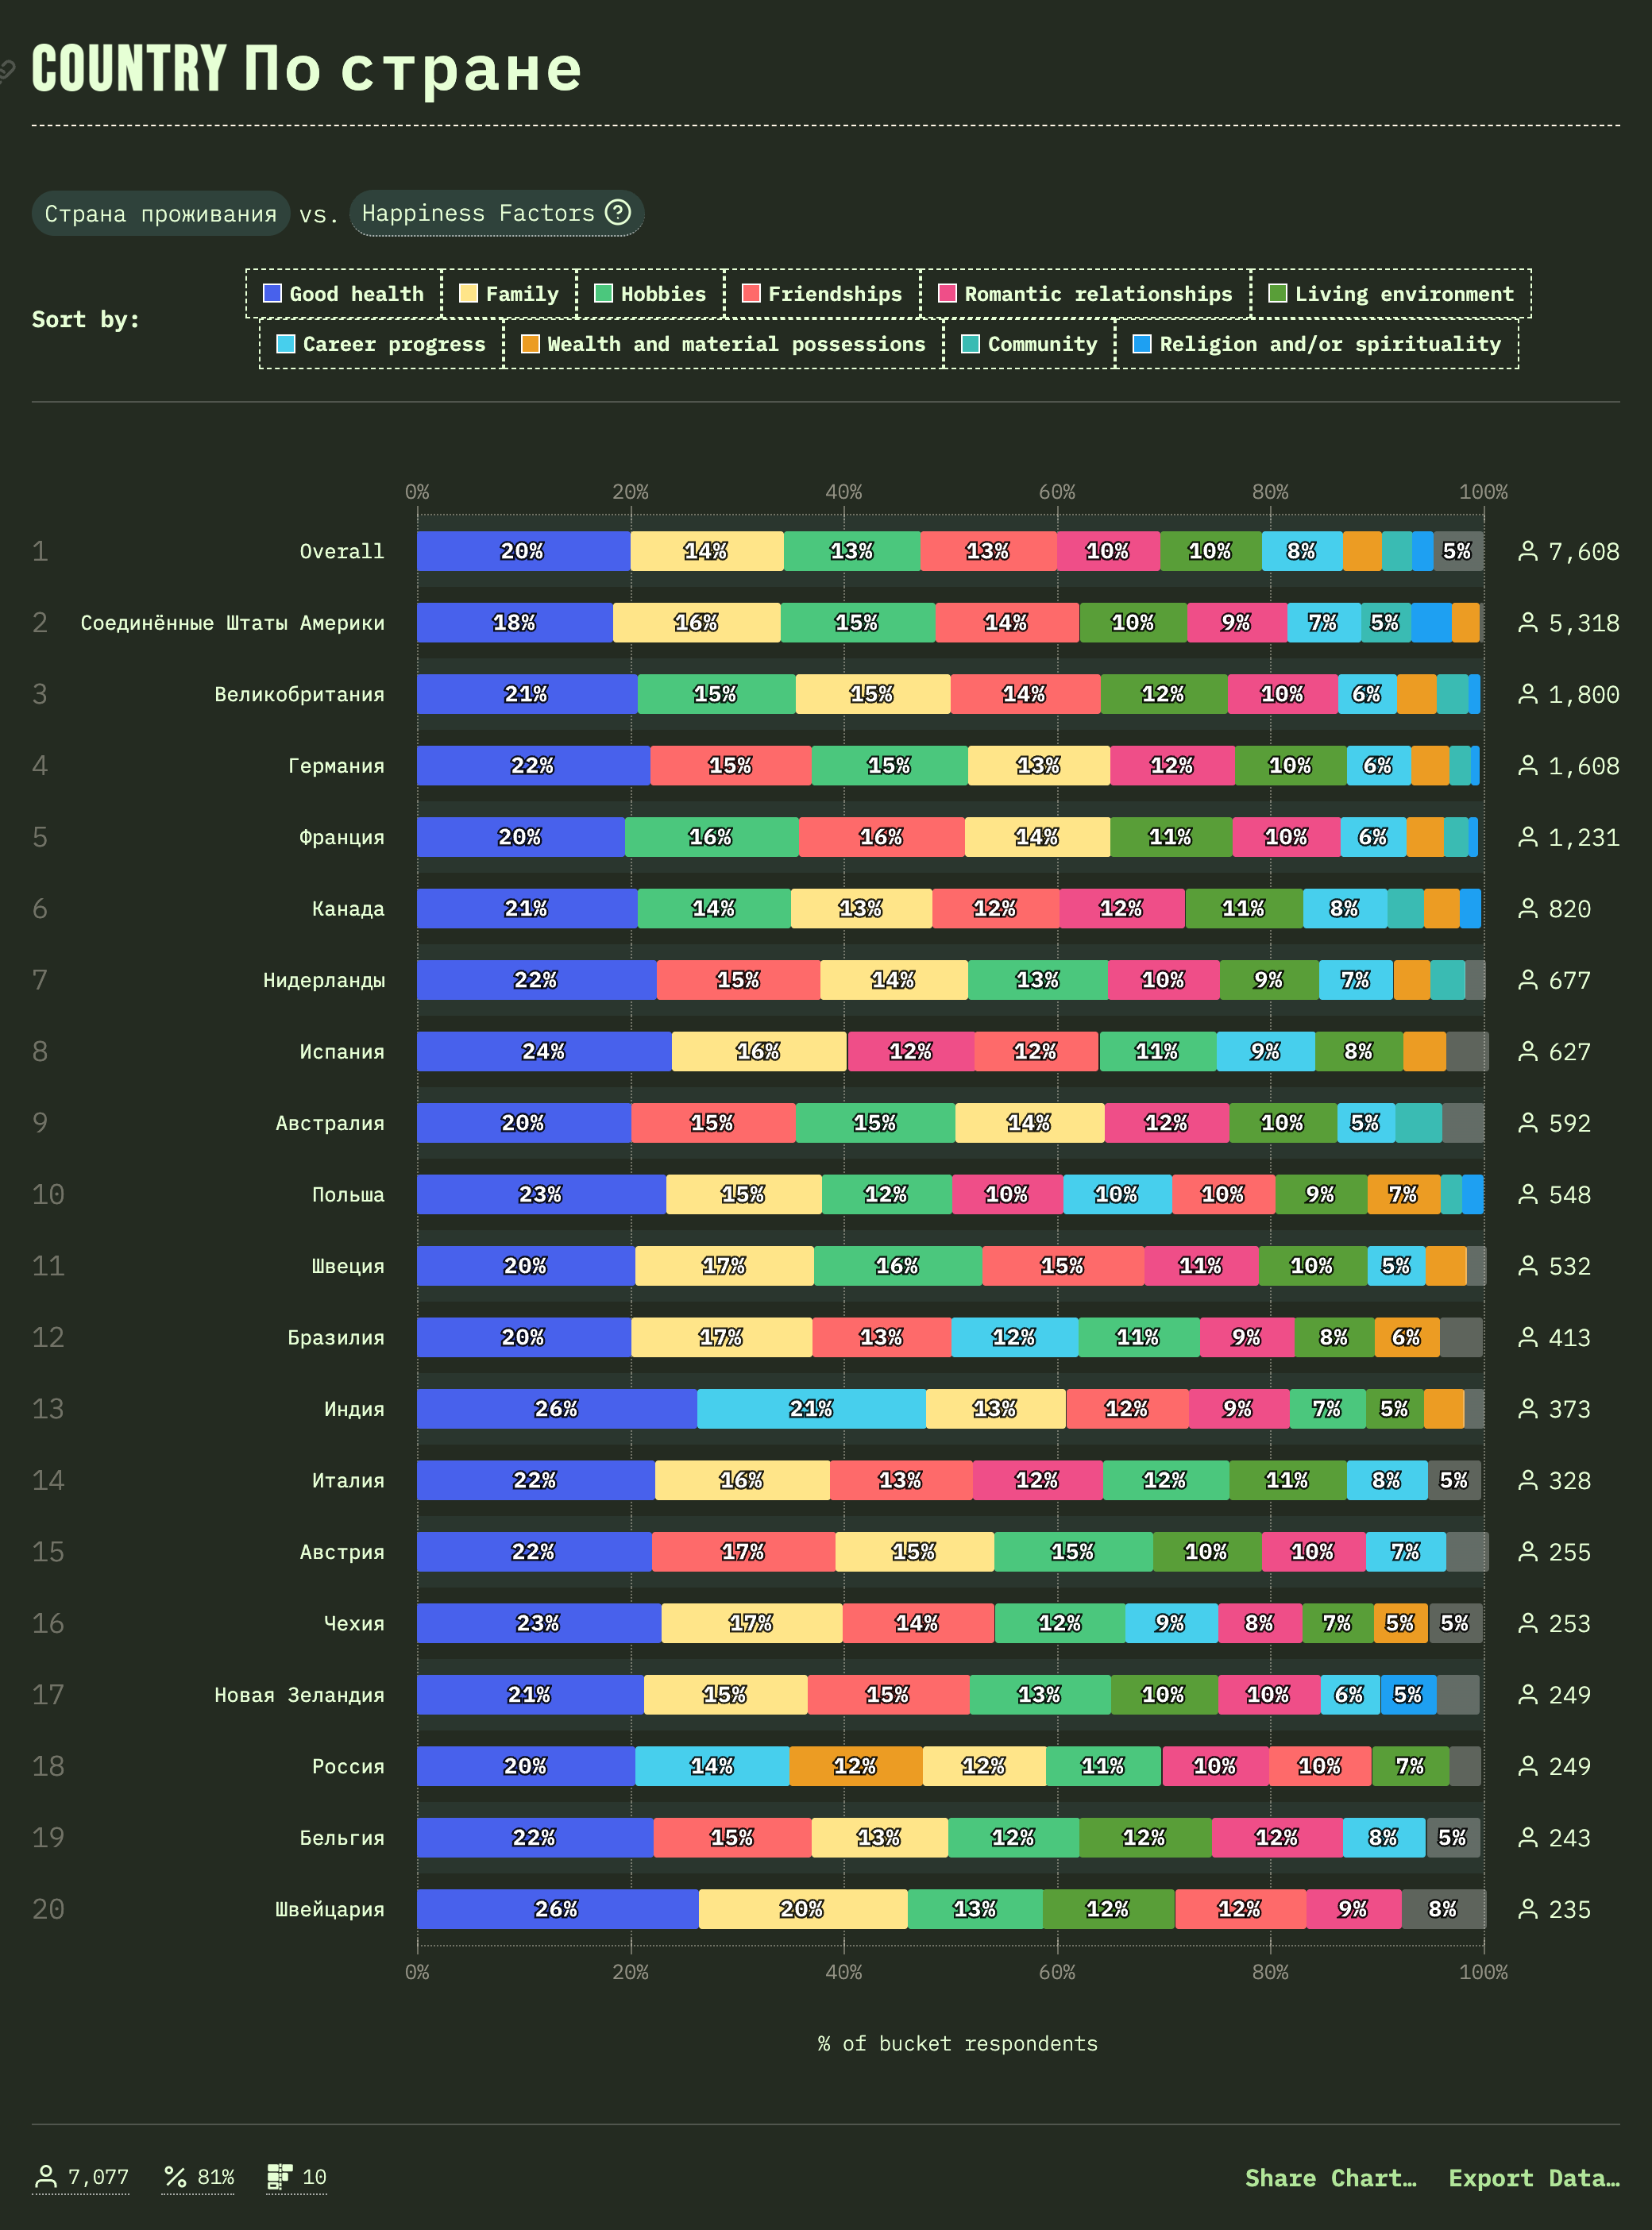 COUNTRY По стране
Страна проживания vs. Happiness Factors ?
Sort by:
Good health Family Hobbies Friendships Romantic relationships Living environment
Career progress Wealth and material possessions Community Religion and/or spirituality
0% 20% 40% 60% 80% 100%
1 Overall 20% 14% 13% 13% 10% 10% 8% 5% 7,608
2 Соединённые Штаты Америки 18% 16% 15% 14% 10% 9% 7% 5% 5,318
3 Великобритания 21% 15% 15% 14% 12% 10% 6% 1,800
4 Германия 22% 15% 15% 13% 12% 10% 6% 1,608
5 Франция 20% 16% 16% 14% 11% 10% 6% 1,231
6 Канада 21% 14% 13% 12% 12% 11% 8% 820
7 Нидерланды 22% 15% 14% 13% 10% 9% 7% 677
8 Испания 24% 16% 12% 12% 11% 9% 8% 627
9 Австралия 20% 15% 15% 14% 12% 10% 5% 592
10 Польша 23% 15% 12% 10% 10% 10% 9% 7% 548
11 Швеция 20% 17% 16% 15% 11% 10% 5% 532
12 Бразилия 20% 17% 13% 12% 11% 9% 8% 6% 413
13 Индия 26% 21% 13% 12% 9% 7% 5% 373
14 Италия 22% 16% 13% 12% 12% 11% 8% 5% 328
15 Австрия 22% 17% 15% 15% 10% 10% 7% 255
16 Чехия 23% 17% 14% 12% 9% 8% 7% 5% 5% 253
17 Новая Зеландия 21% 15% 15% 13% 10% 10% 6% 5% 249
18 Россия 20% 14% 12% 12% 11% 10% 10% 7% 249
19 Бельгия 22% 15% 13% 12% 12% 12% 8% 5% 243
20 Швейцария 26% 20% 13% 12% 12% 9% 8% 235
0% 20% 40% 60% 80% 100%
% of bucket respondents
7,077 81% 10 Share Chart… Export Data…